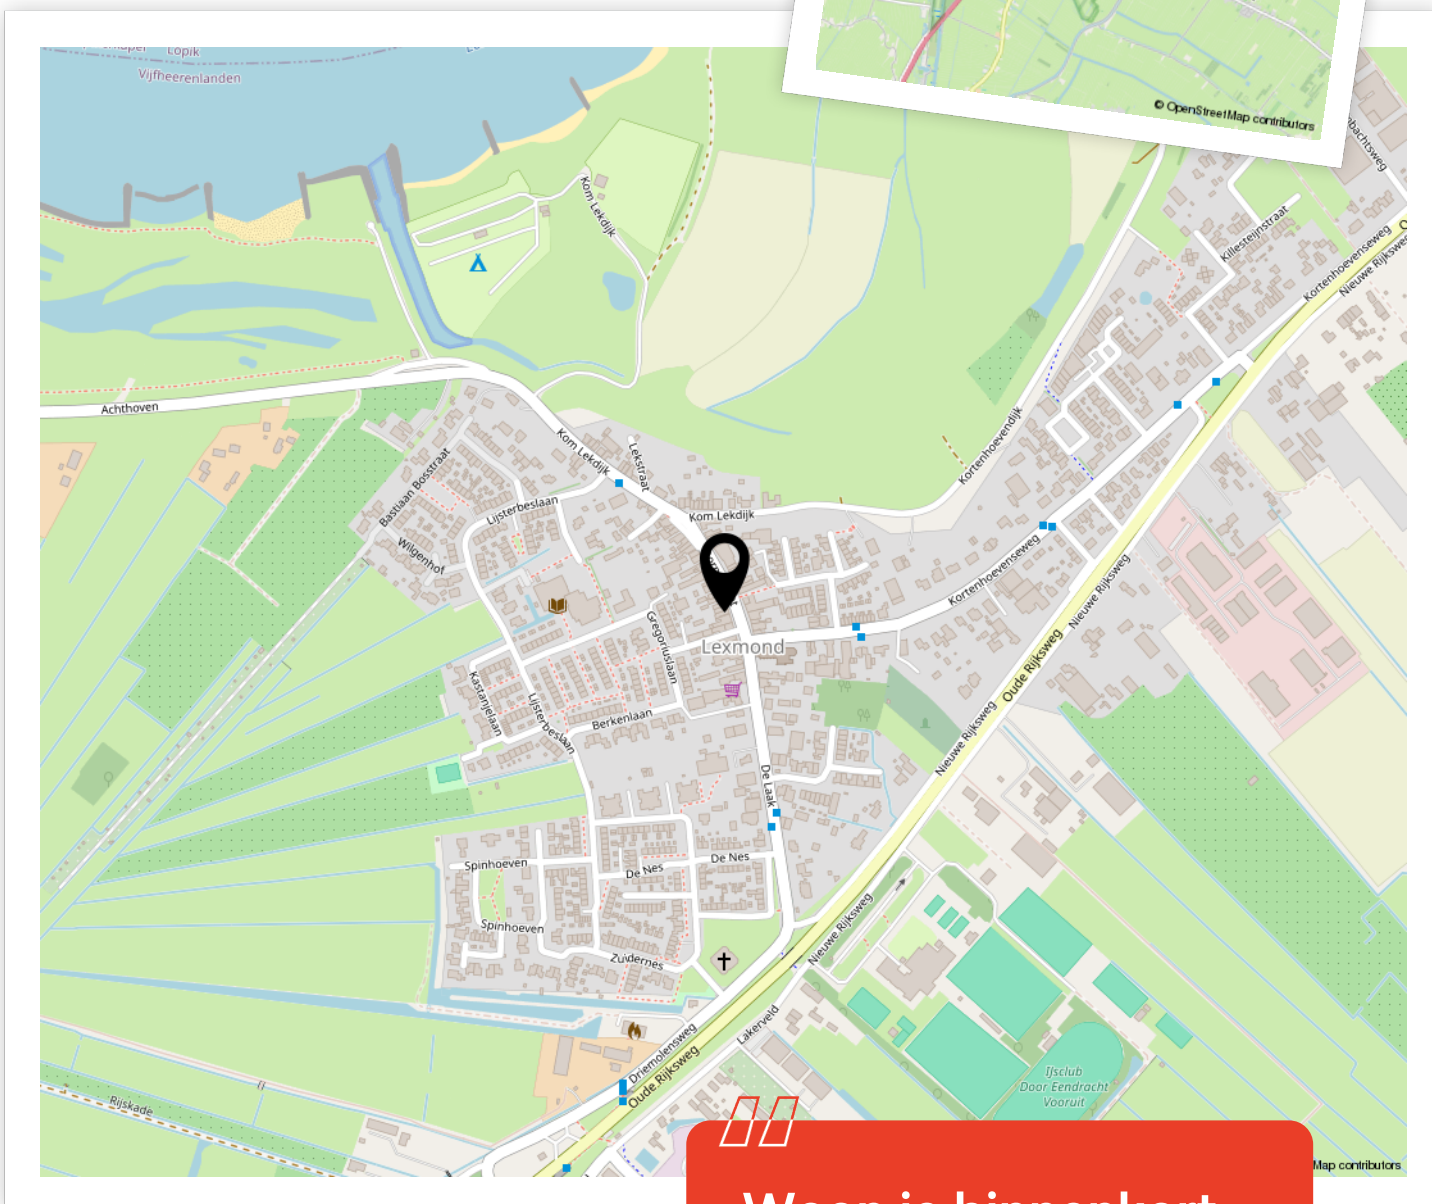 Lopik
Vijfheerenlanden
© OpenStreetMap contributors
Kom Lekdijk
Killesteijnstraat
Kortenhoevenseweg
Nieuwe Rijksweg
Achthoven
Kom Lekdijk
Lekstraat
Kortenhoevendijk
Bastiaan Bosstraat
Lijsterbeslaan
Kom Lekdijk
Wilgenhof
Kortenhoevenseweg
Nieuwe Rijksweg
Gregoriuslaan
Lexmond
Oude Rijksweg
Kastanjelaan
Lijsterbeslaan
Berkenlaan
Nieuwe Rijksweg
De Laak
Spinhoeven
De Nes
De Nes
Spinhoeven
Nieuwe Rijksweg
Zuidernes
Lakerveld
Driemolensweg
Oude Rijksweg
IJsclub
Door Eendracht
Vooruit
Rijskade
Map contributors